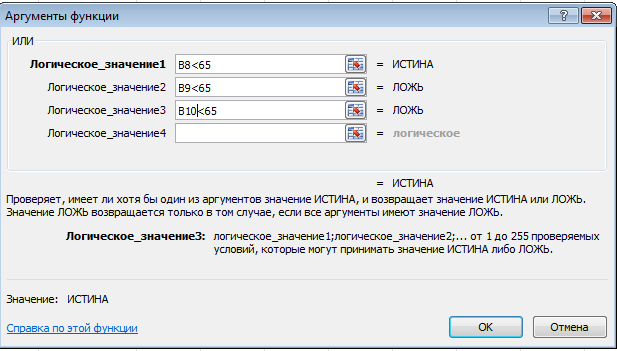 Аргументы функции
ИЛИ
Логическое_значение1 B8<65 = ИСТИНА
Логическое_значение2 B9<65 = ЛОЖЬ
Логическое_значение3 B10<65 = ЛОЖЬ
Логическое_значение4 = логическое
= ИСТИНА
Проверяет, имеет ли хотя бы один из аргументов значение ИСТИНА, и возвращает значение ИСТИНА или ЛОЖЬ.
Значение ЛОЖЬ возвращается только в том случае, если все аргументы имеют значение ЛОЖЬ.
Логическое_значение3: логическое_значение1;логическое_значение2;... от 1 до 255 проверяемых
условий, которые могут принимать значение ИСТИНА либо ЛОЖЬ.
Значение: ИСТИНА
Справка по этой функции ОК Отмена